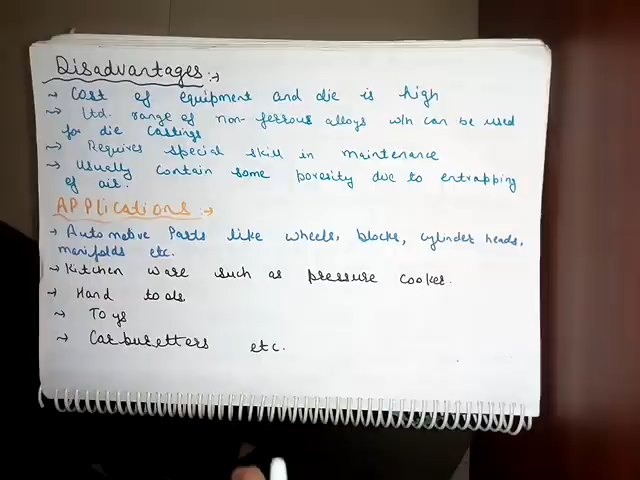 Disadvantages :→
→ Cost of equipment and die is high
→ Ltd. range of non-ferrous alloys w/h can be used
for die castings
→ Requires special skill in maintenance
→ Usually contain some porosity due to entrapping
of air.
APPlications :→
→ Automotive Parts like wheels, blocks, cylinder heads,
manifolds etc.
→ Kitchen ware such as pressure cooker.
→ Hand tools
→ Toys
→ Carburetters etc.